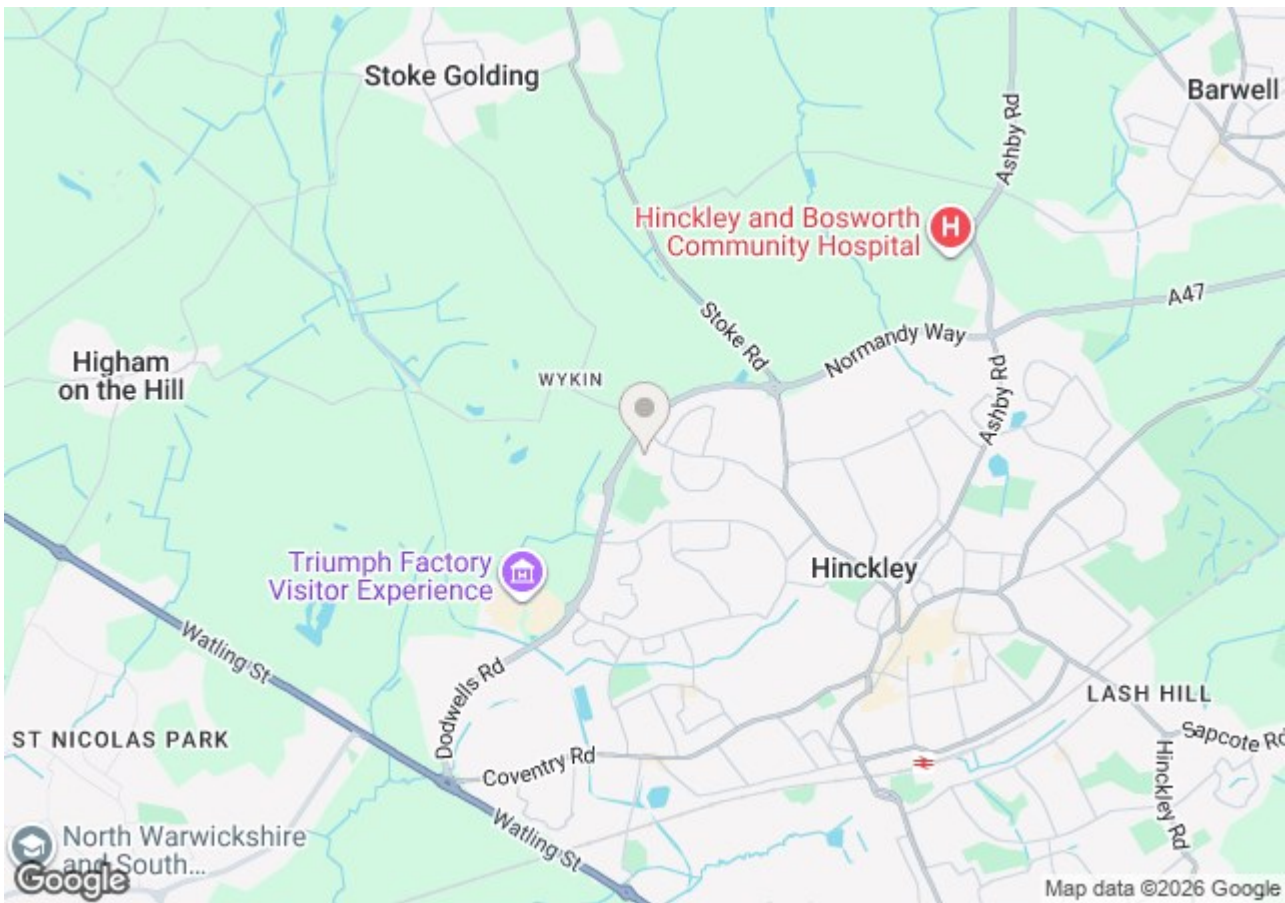 Stoke Golding
Barwell
Ashby Rd
Hinckley and Bosworth
Community Hospital
H
A47
Stoke Rd
Normandy Way
Higham
on the Hill
WYKIN
Ashby Rd
Triumph Factory
Visitor Experience
Hinckley
Watling St
Dodwells Rd
LASH HILL
ST NICOLAS PARK
Sapcote Rd
Coventry Rd
Hinckley Rd
Watling St
North Warwickshire
and South...
Google
Map data ©2026 Google